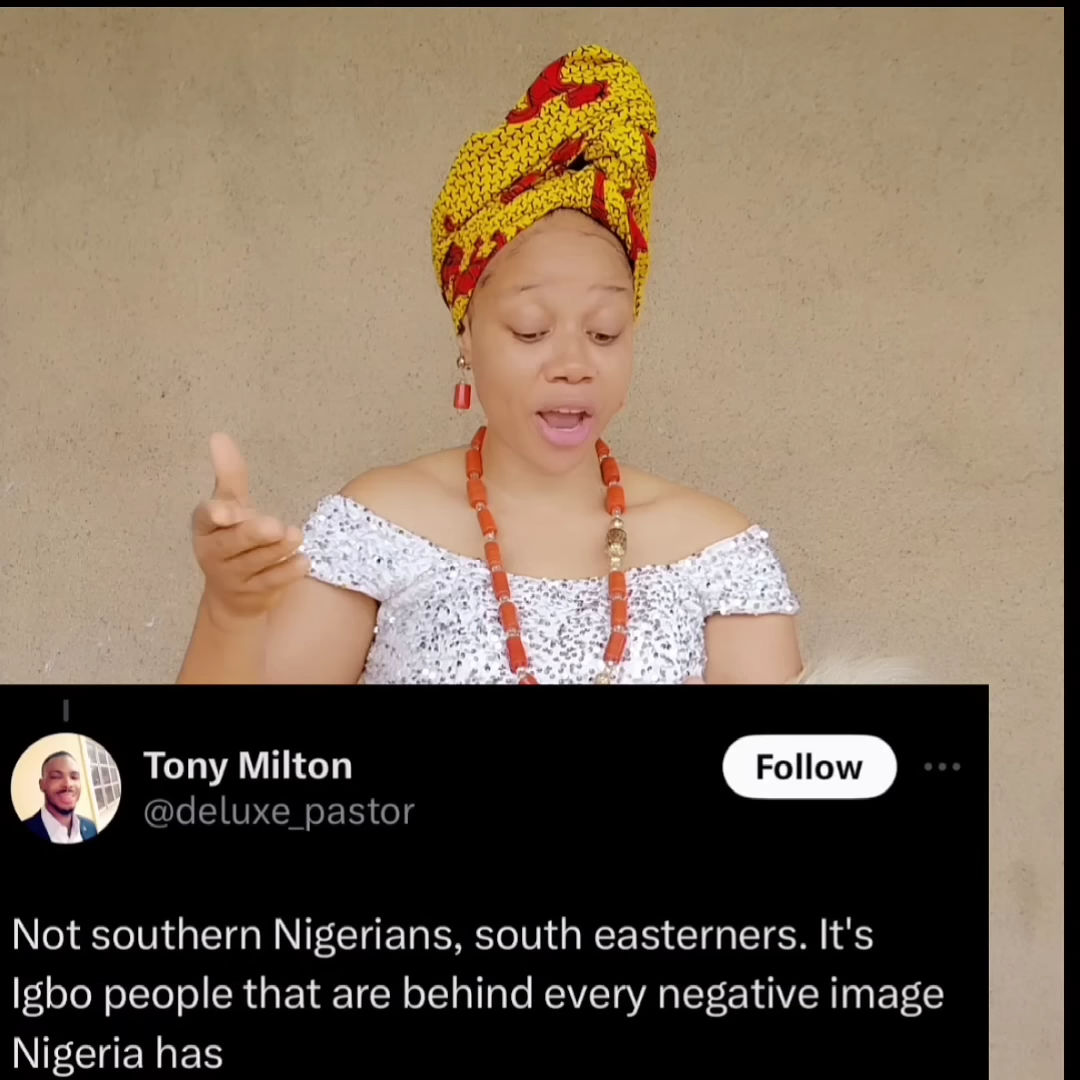 Tony Milton
Follow
@deluxe_pastor
Not southern Nigerians, south easterners. It's
Igbo people that are behind every negative image
Nigeria has